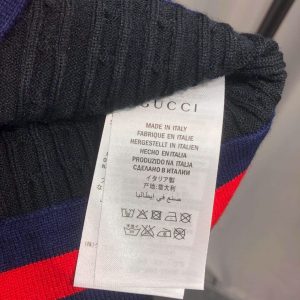 GUCCI
MADE IN ITALY
FABRIQUE EN ITALIE
HERGESTELLT IN ITALIEN
HECHO EN ITALIA
PRODUZIDO NA ITALIA
СДЕЛАНО В ИТАЛИИ
イタリア製
产地:意大利
صنع في ايطاليا